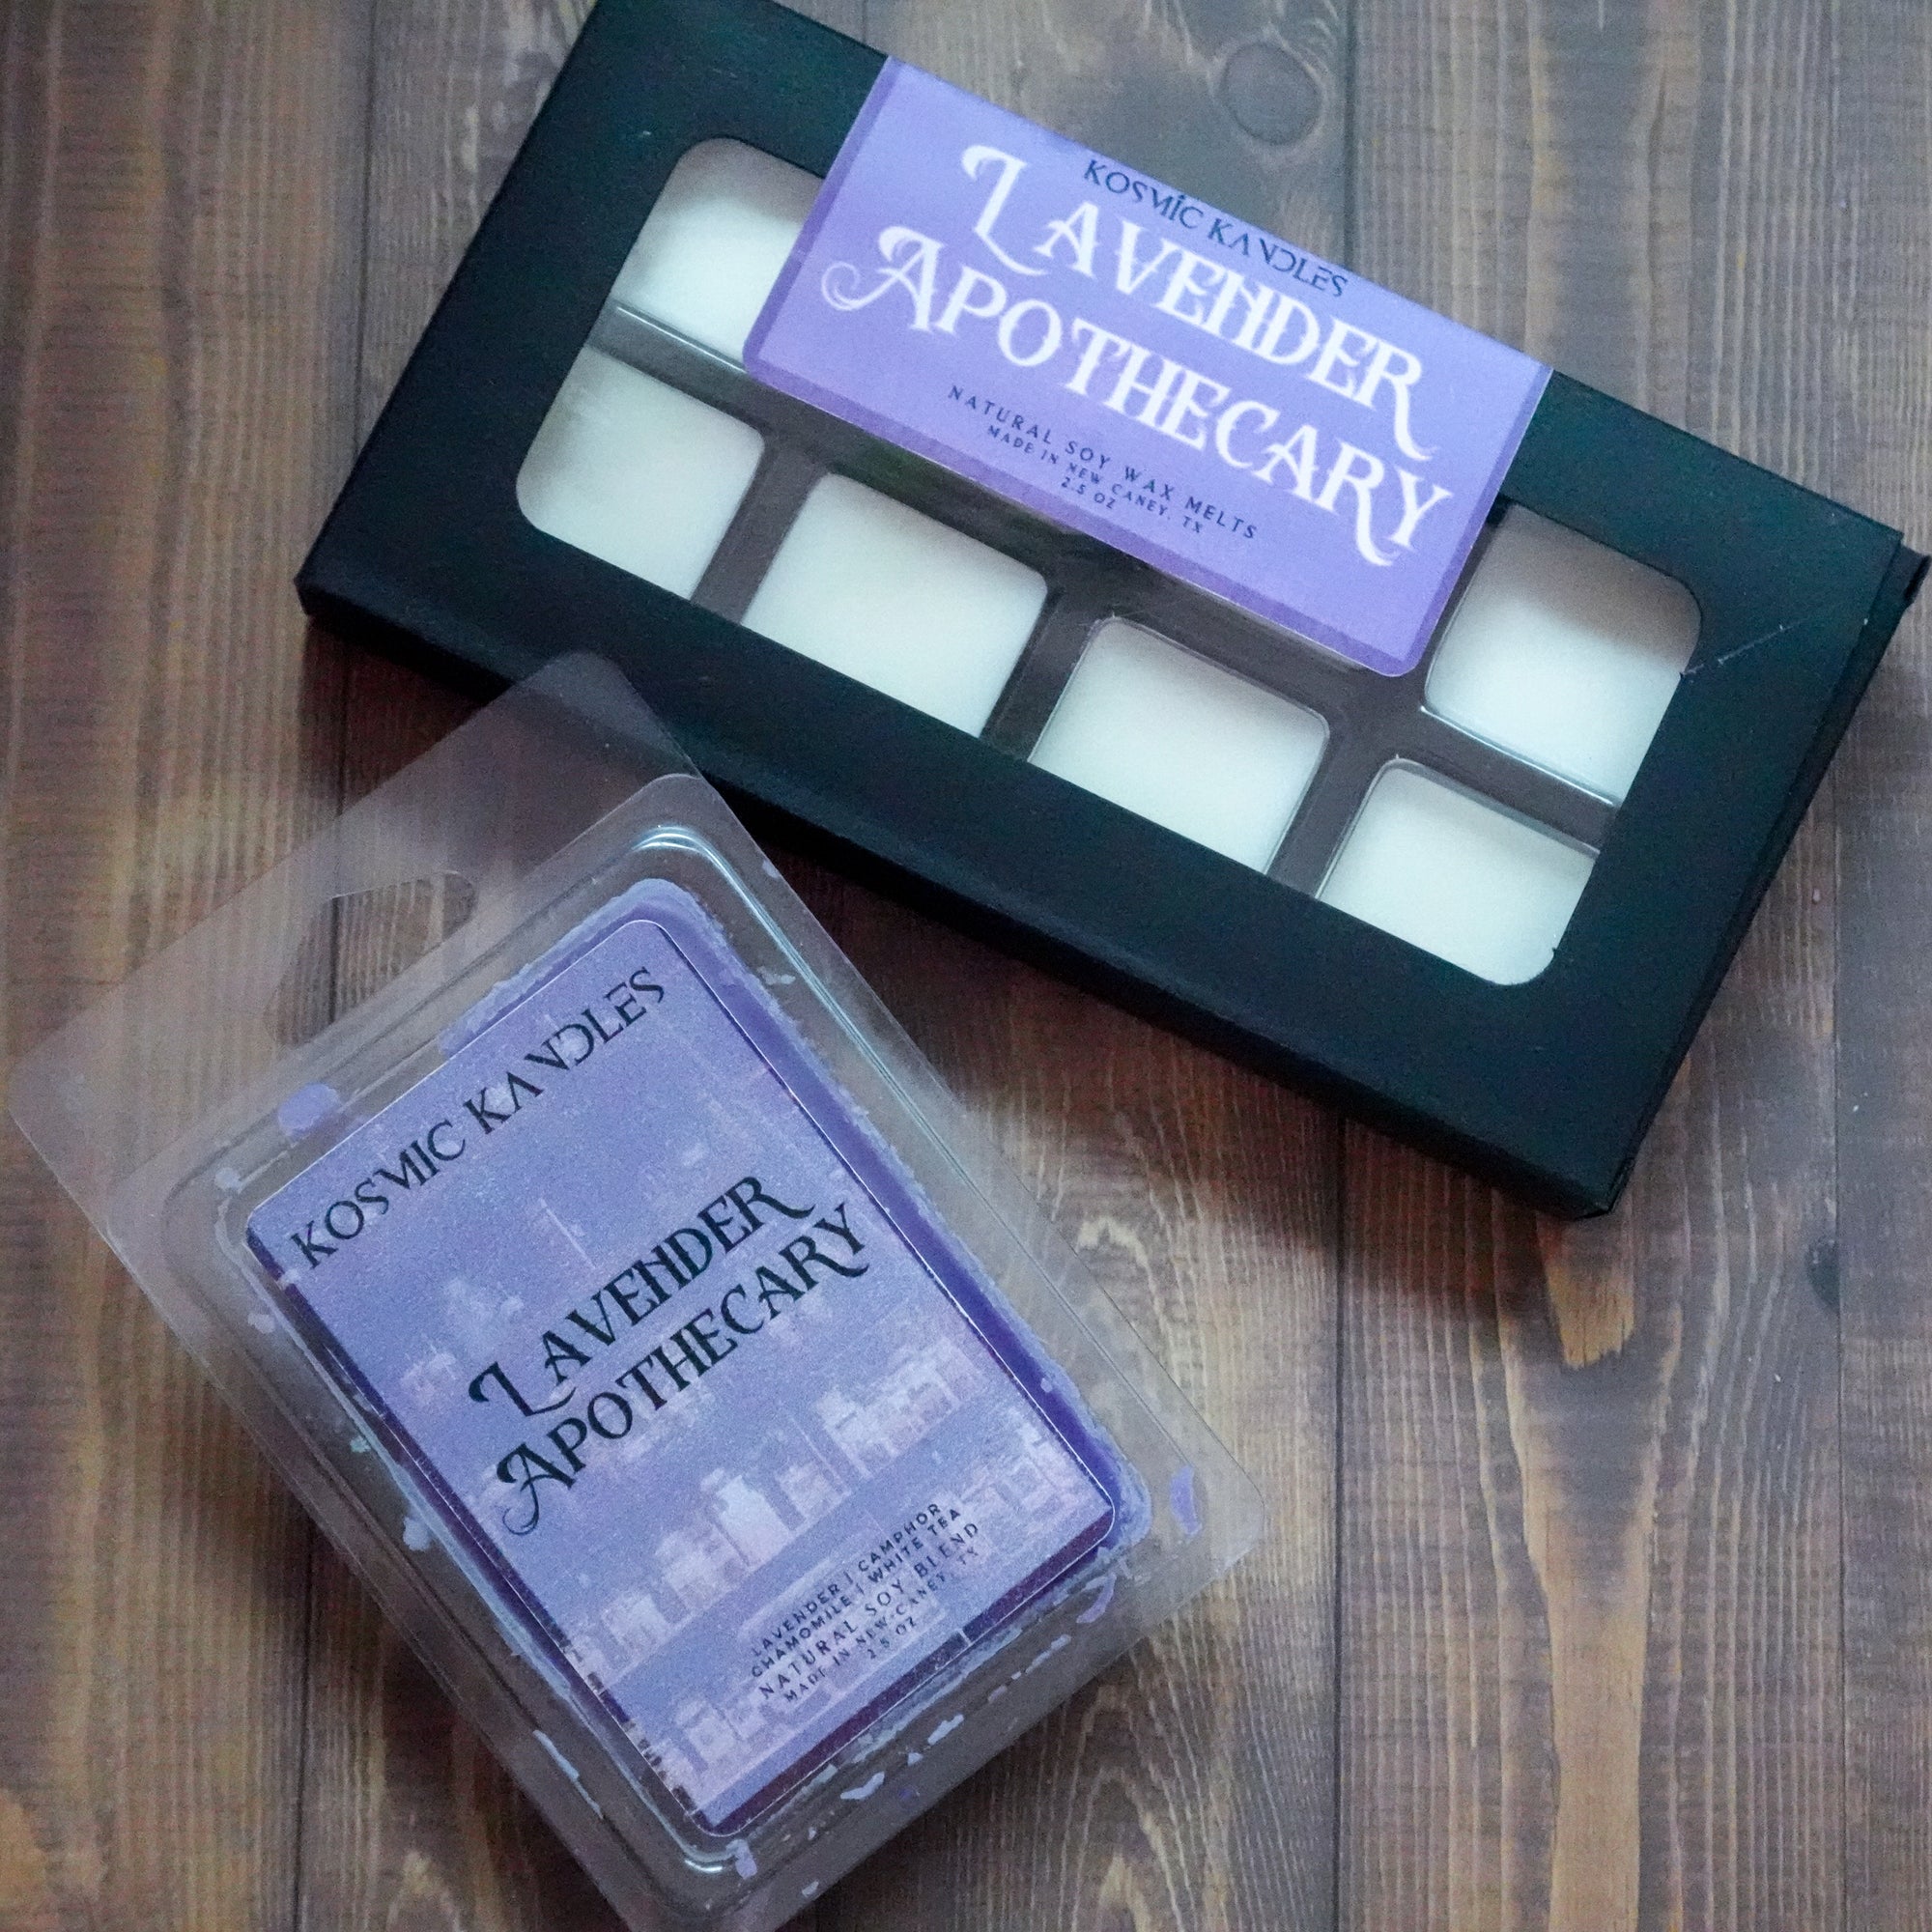 KOSMIC KANDLES
LAVENDER
APOTHECARY
NATURAL SOY WAX MELTS
MADE IN NEW CANEY, TX
2.5 OZ
KOSMIC KANDLES
LAVENDER
APOTHECARY
LAVENDER | CAMPHOR
CHAMOMILE | WHITE TEA
NATURAL SOY BLEND
MADE IN NEW CANEY, TX
2.5 OZ